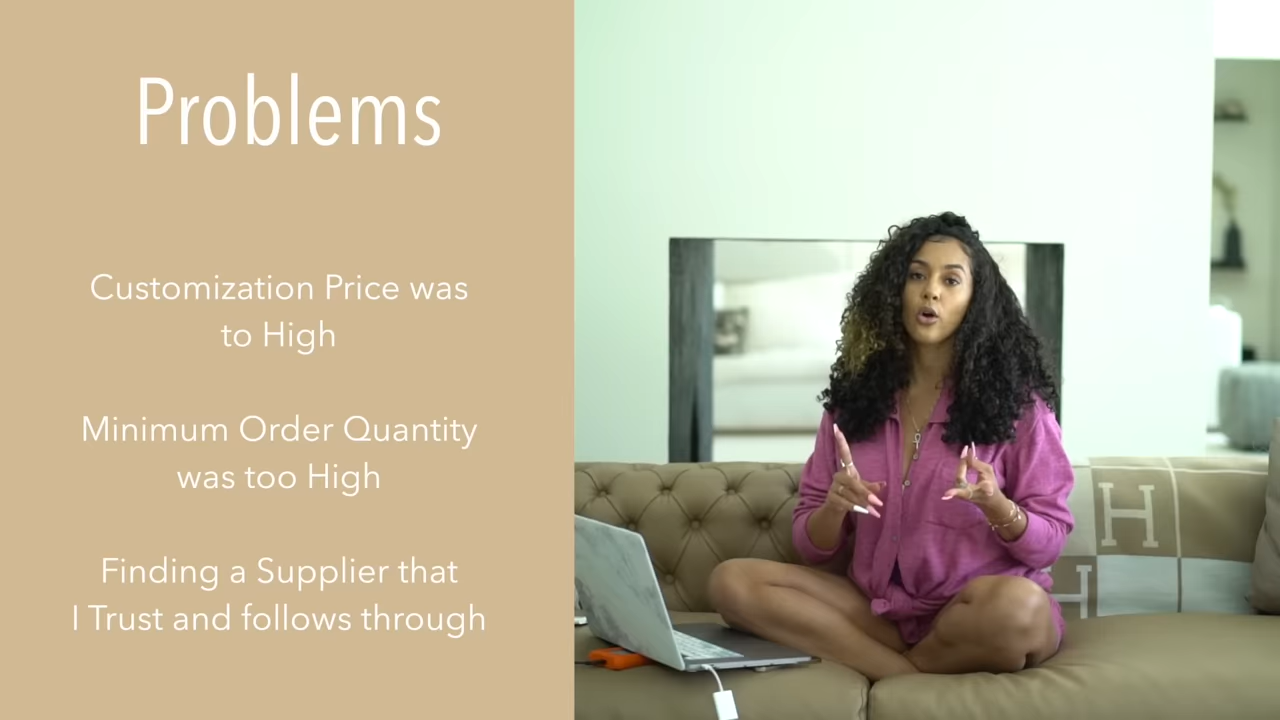 Problems
Customization Price was
to High
Minimum Order Quantity
was too High
Finding a Supplier that
I Trust and follows through
H
H